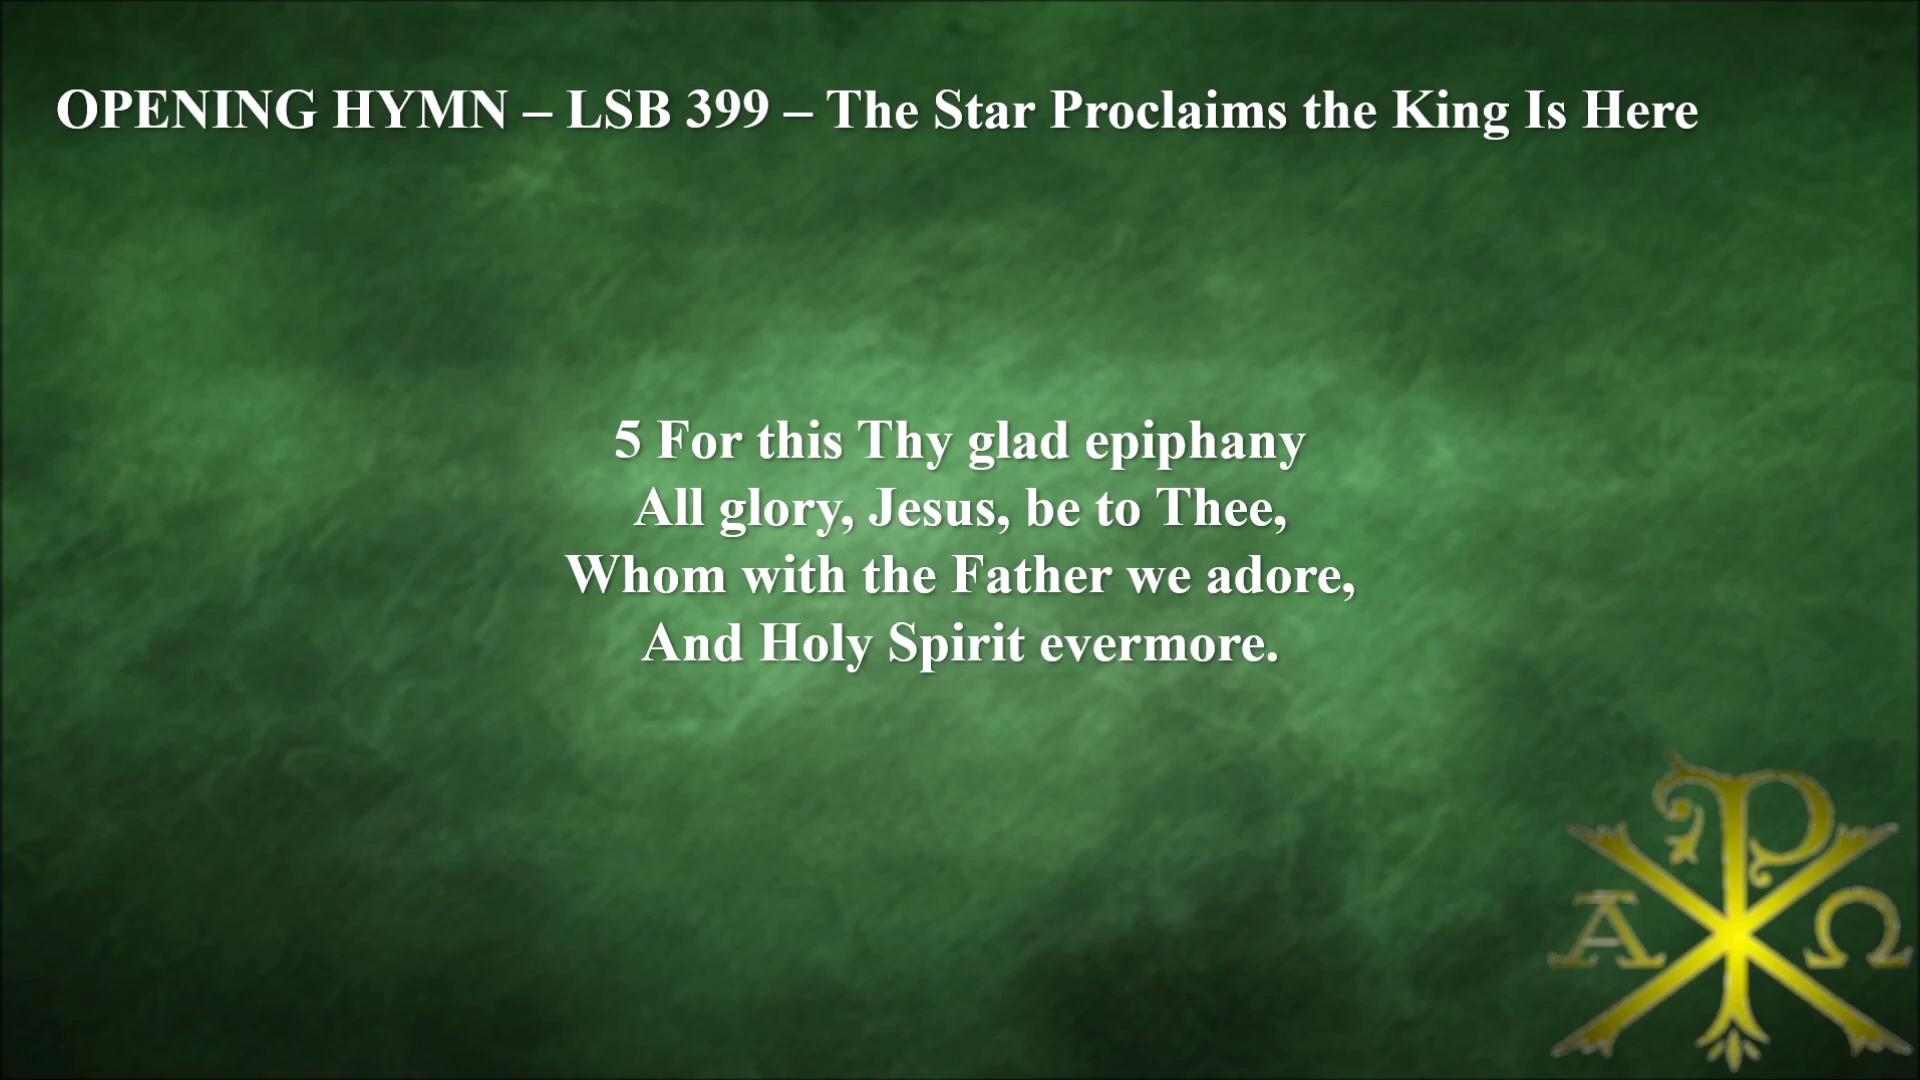 OPENING HYMN – LSB 399 – The Star Proclaims the King Is Here
5 For this Thy glad epiphany
All glory, Jesus, be to Thee,
Whom with the Father we adore,
And Holy Spirit evermore.
Α Ρ Χ Ω